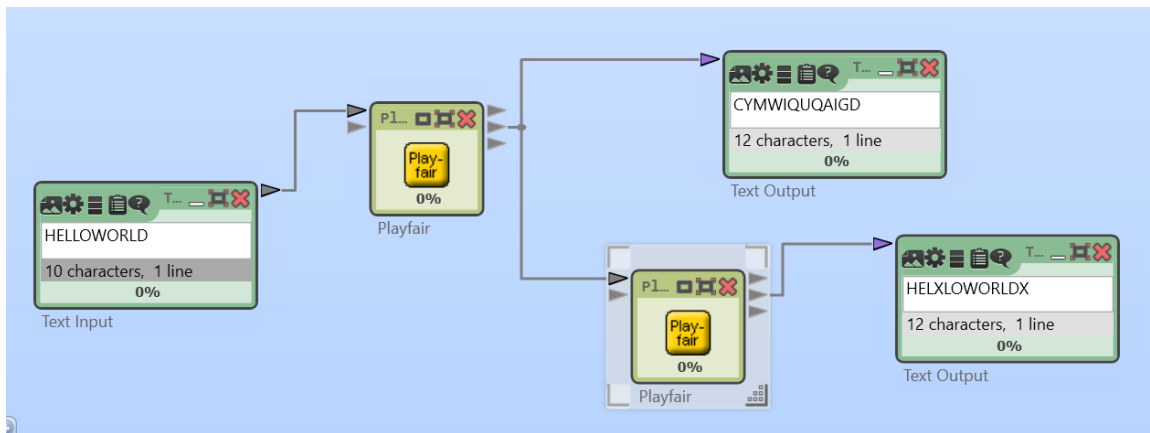 T...
HELLOWORLD
10 characters, 1 line
0%
Text Input
Pl...
Play-
fair
0%
Playfair
T...
CYMWIQUQAIGD
12 characters, 1 line
0%
Text Output
Pl...
Play-
fair
0%
Playfair
T...
HELXLOWORLDX
12 characters, 1 line
0%
Text Output